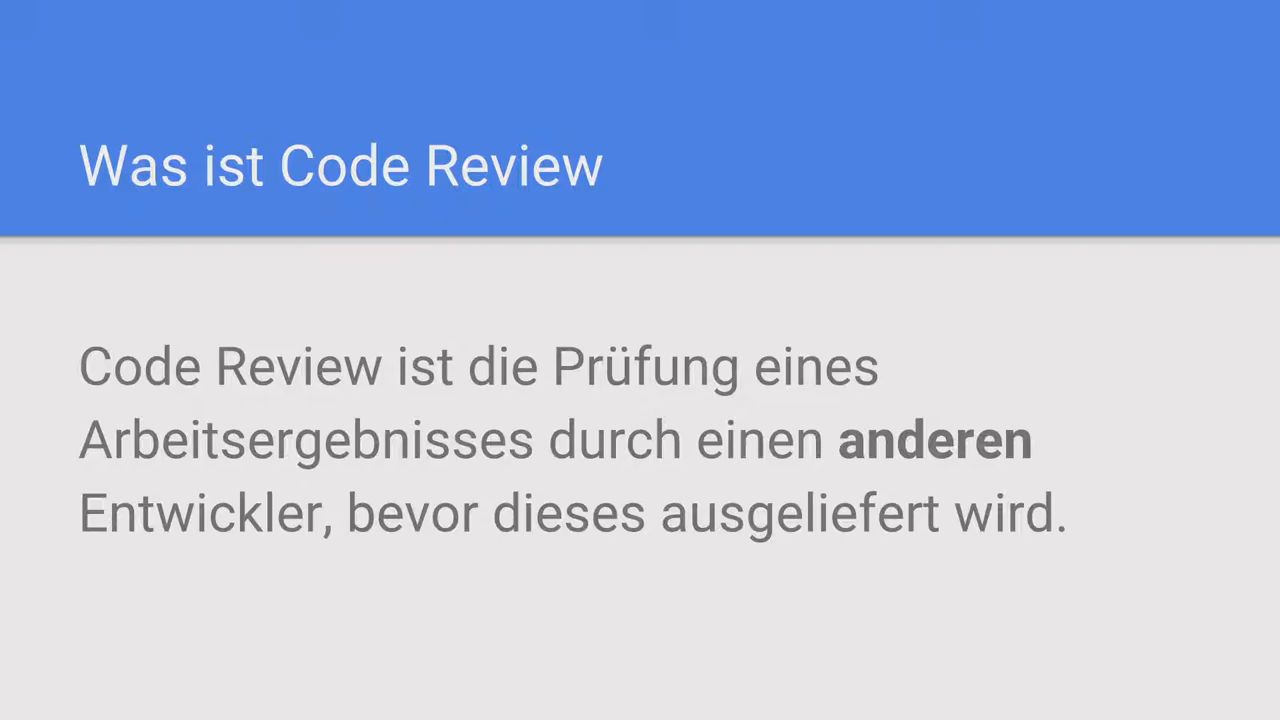 Was ist Code Review
Code Review ist die Prüfung eines
Arbeitsergebnisses durch einen anderen
Entwickler, bevor dieses ausgeliefert wird.